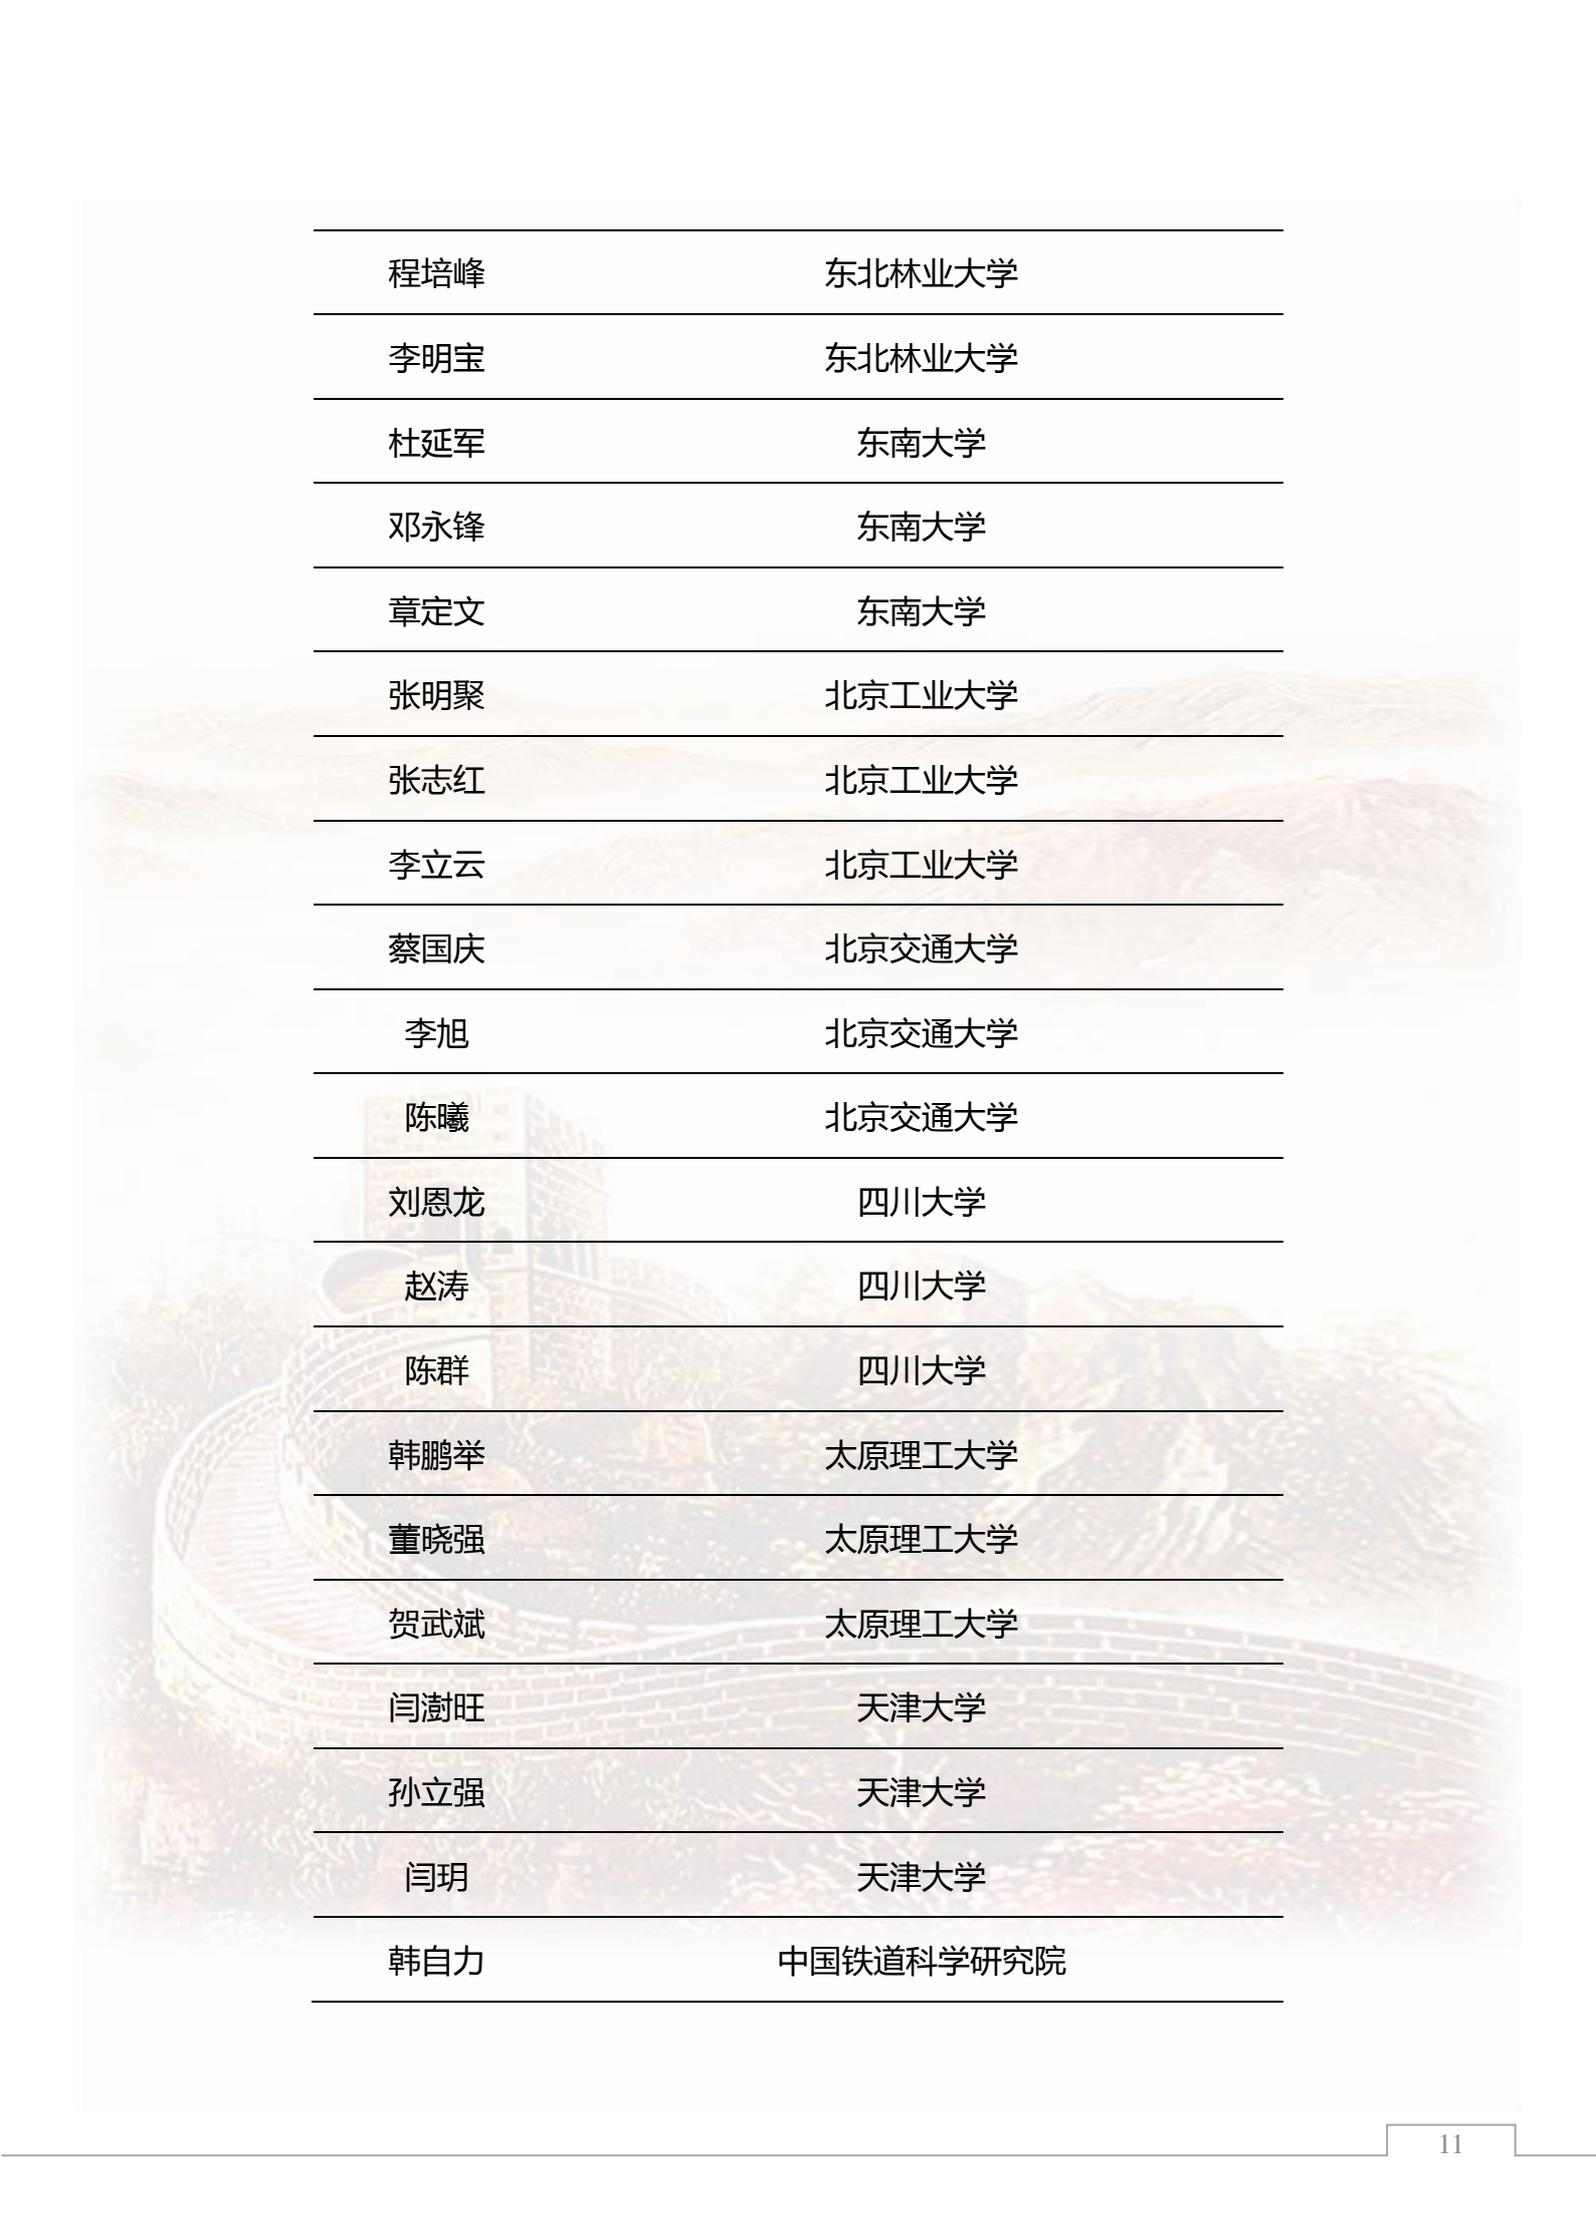 程培峰 东北林业大学
李明宝 东北林业大学
杜延军 东南大学
邓永锋 东南大学
章定文 东南大学
张明聚 北京工业大学
张志红 北京工业大学
李立云 北京工业大学
蔡国庆 北京交通大学
李旭 北京交通大学
陈曦 北京交通大学
刘恩龙 四川大学
赵涛 四川大学
陈群 四川大学
韩鹏举 太原理工大学
董晓强 太原理工大学
贺武斌 太原理工大学
闫澍旺 天津大学
孙立强 天津大学
闫玥 天津大学
韩自力 中国铁道科学研究院
11